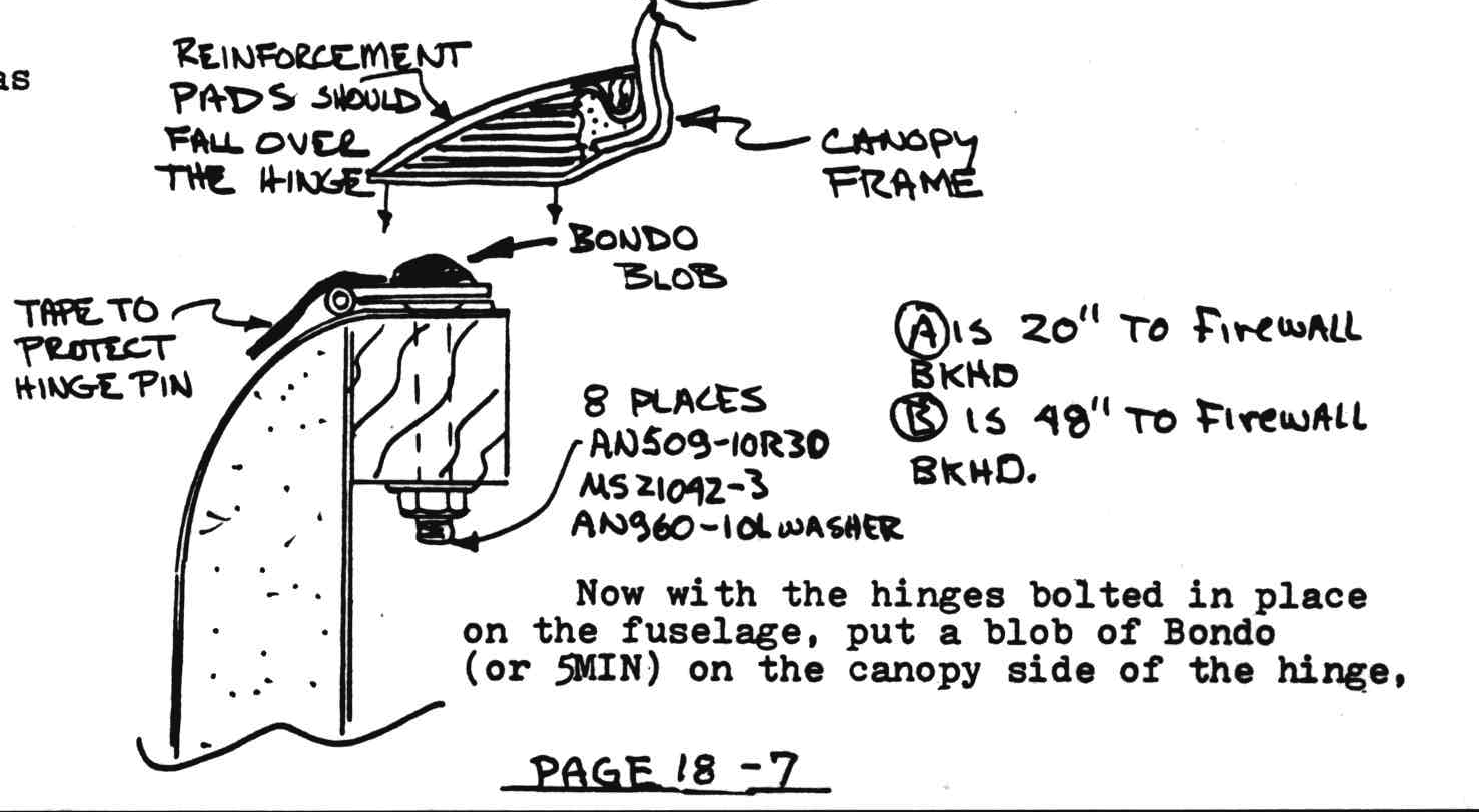 as
REINFORCEMENT
PADS SHOULD
FALL OVER
THE HINGE
CANOPY
FRAME
BONDO
BLOB
TAPE TO
PROTECT
HINGE PIN
Ⓐ IS 20" TO FIREWALL
BKHD
Ⓑ IS 48" TO FIREWALL
BKHD.
8 PLACES
AN509-10R30
MS21042-3
AN960-10L WASHER
Now with the hinges bolted in place
on the fuselage, put a blob of Bondo
(or 5MIN) on the canopy side of the hinge,
PAGE 18-7